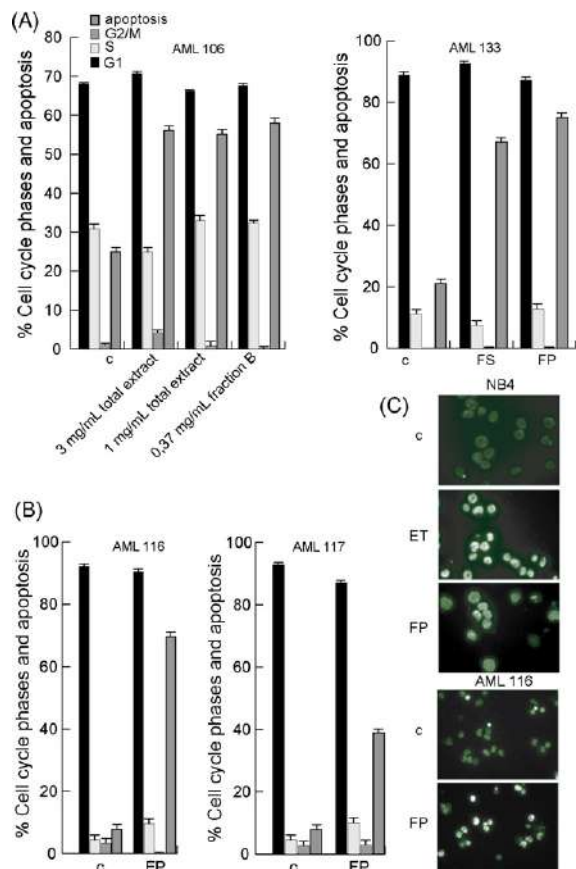 (A)
apoptosis
G2/M
S
G1
AML 106
% Cell cycle phases and apoptosis
80
70
60
50
40
30
20
10
0
c
3 mg/mL total extract
1 mg/mL total extract
0,37 mg/mL fraction B
AML 133
% Cell cycle phases and apoptosis
100
80
60
40
20
0
c
FS
FP
(B)
AML 116
% Cell cycle phases and apoptosis
100
80
60
40
20
0
c
FP
AML 117
% Cell cycle phases and apoptosis
100
80
60
40
20
0
c
FP
(C)
NB4
c
ET
FP
AML 116
c
FP